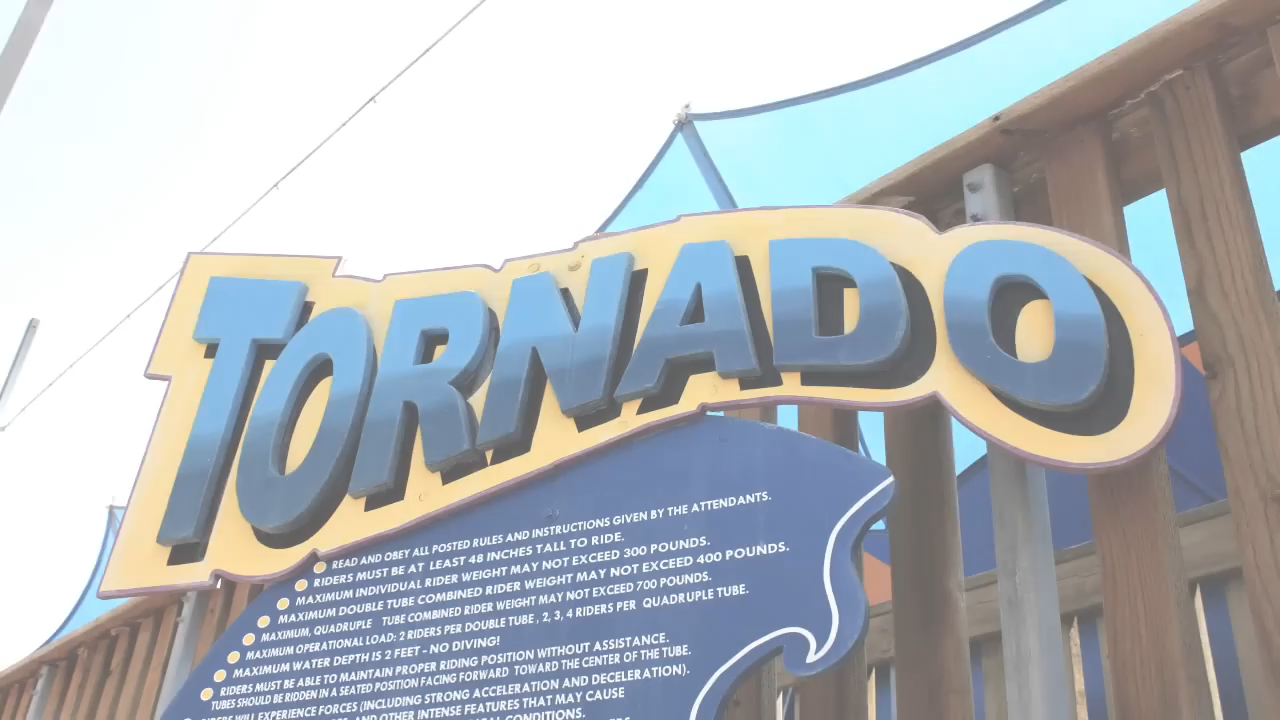 TORNADO
READ AND OBEY ALL POSTED RULES AND INSTRUCTIONS GIVEN BY THE ATTENDANTS.
RIDERS MUST BE AT LEAST 48 INCHES TALL TO RIDE.
MAXIMUM INDIVIDUAL RIDER WEIGHT MAY NOT EXCEED 300 POUNDS.
MAXIMUM DOUBLE TUBE COMBINED RIDER WEIGHT MAY NOT EXCEED 400 POUNDS.
MAXIMUM, QUADRUPLE TUBE COMBINED RIDER WEIGHT MAY NOT EXCEED 700 POUNDS.
MAXIMUM OPERATIONAL LOAD: 2 RIDERS PER DOUBLE TUBE, 2, 3, 4 RIDERS PER QUADRUPLE TUBE.
MAXIMUM WATER DEPTH IS 2 FEET - NO DIVING!
RIDERS MUST BE ABLE TO MAINTAIN PROPER RIDING POSITION WITHOUT ASSISTANCE.
TUBES SHOULD BE RIDDEN IN A SEATED POSITION FACING FORWARD TOWARD THE CENTER OF THE TUBE.
RIDERS WILL EXPERIENCE FORCES (INCLUDING STRONG ACCELERATION AND DECELERATION).
AND OTHER INTENSE FEATURES THAT MAY CAUSE
CONDITIONS.